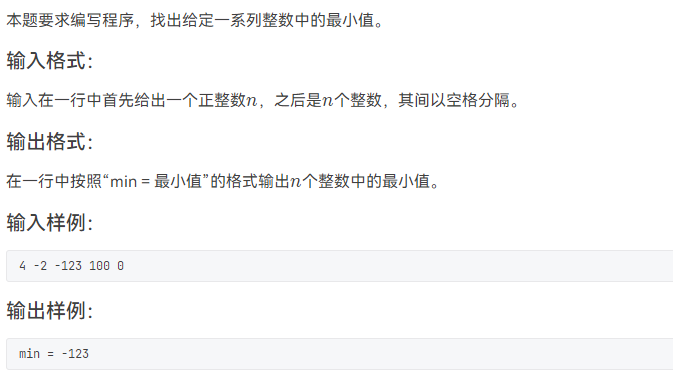 本题要求编写程序，找出给定一系列整数中的最小值。
输入格式：
输入在一行中首先给出一个正整数n，之后是n个整数，其间以空格分隔。
输出格式：
在一行中按照“min = 最小值”的格式输出n个整数中的最小值。
输入样例：
4 -2 -123 100 0
输出样例：
min = -123